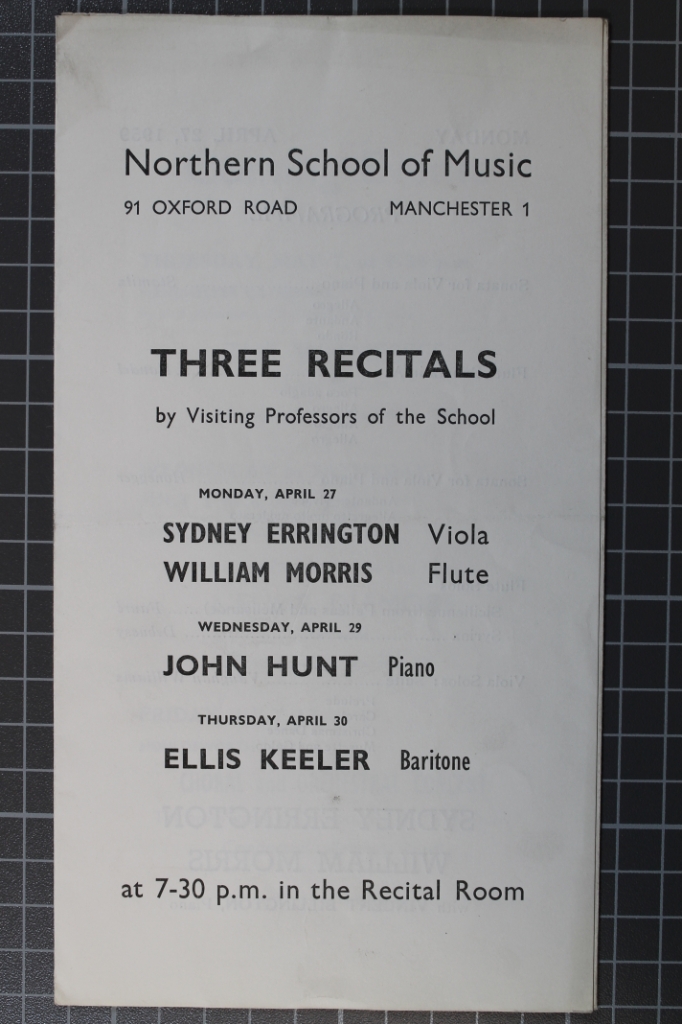 Northern School of Music
91 OXFORD ROAD MANCHESTER 1
THREE RECITALS
by Visiting Professors of the School
MONDAY, APRIL 27
SYDNEY ERRINGTON Viola
WILLIAM MORRIS Flute
WEDNESDAY, APRIL 29
JOHN HUNT Piano
THURSDAY, APRIL 30
ELLIS KEELER Baritone
at 7-30 p.m. in the Recital Room